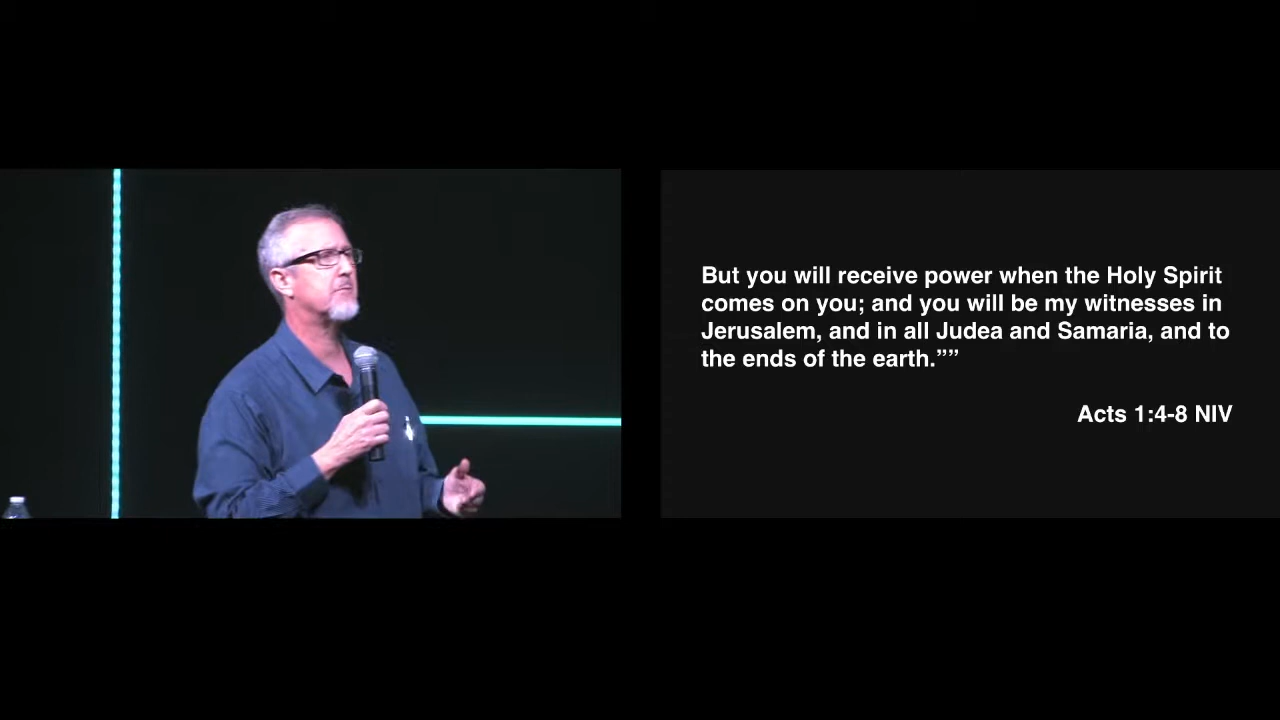 But you will receive power when the Holy Spirit
comes on you; and you will be my witnesses in
Jerusalem, and in all Judea and Samaria, and to
the ends of the earth.””
Acts 1:4-8 NIV